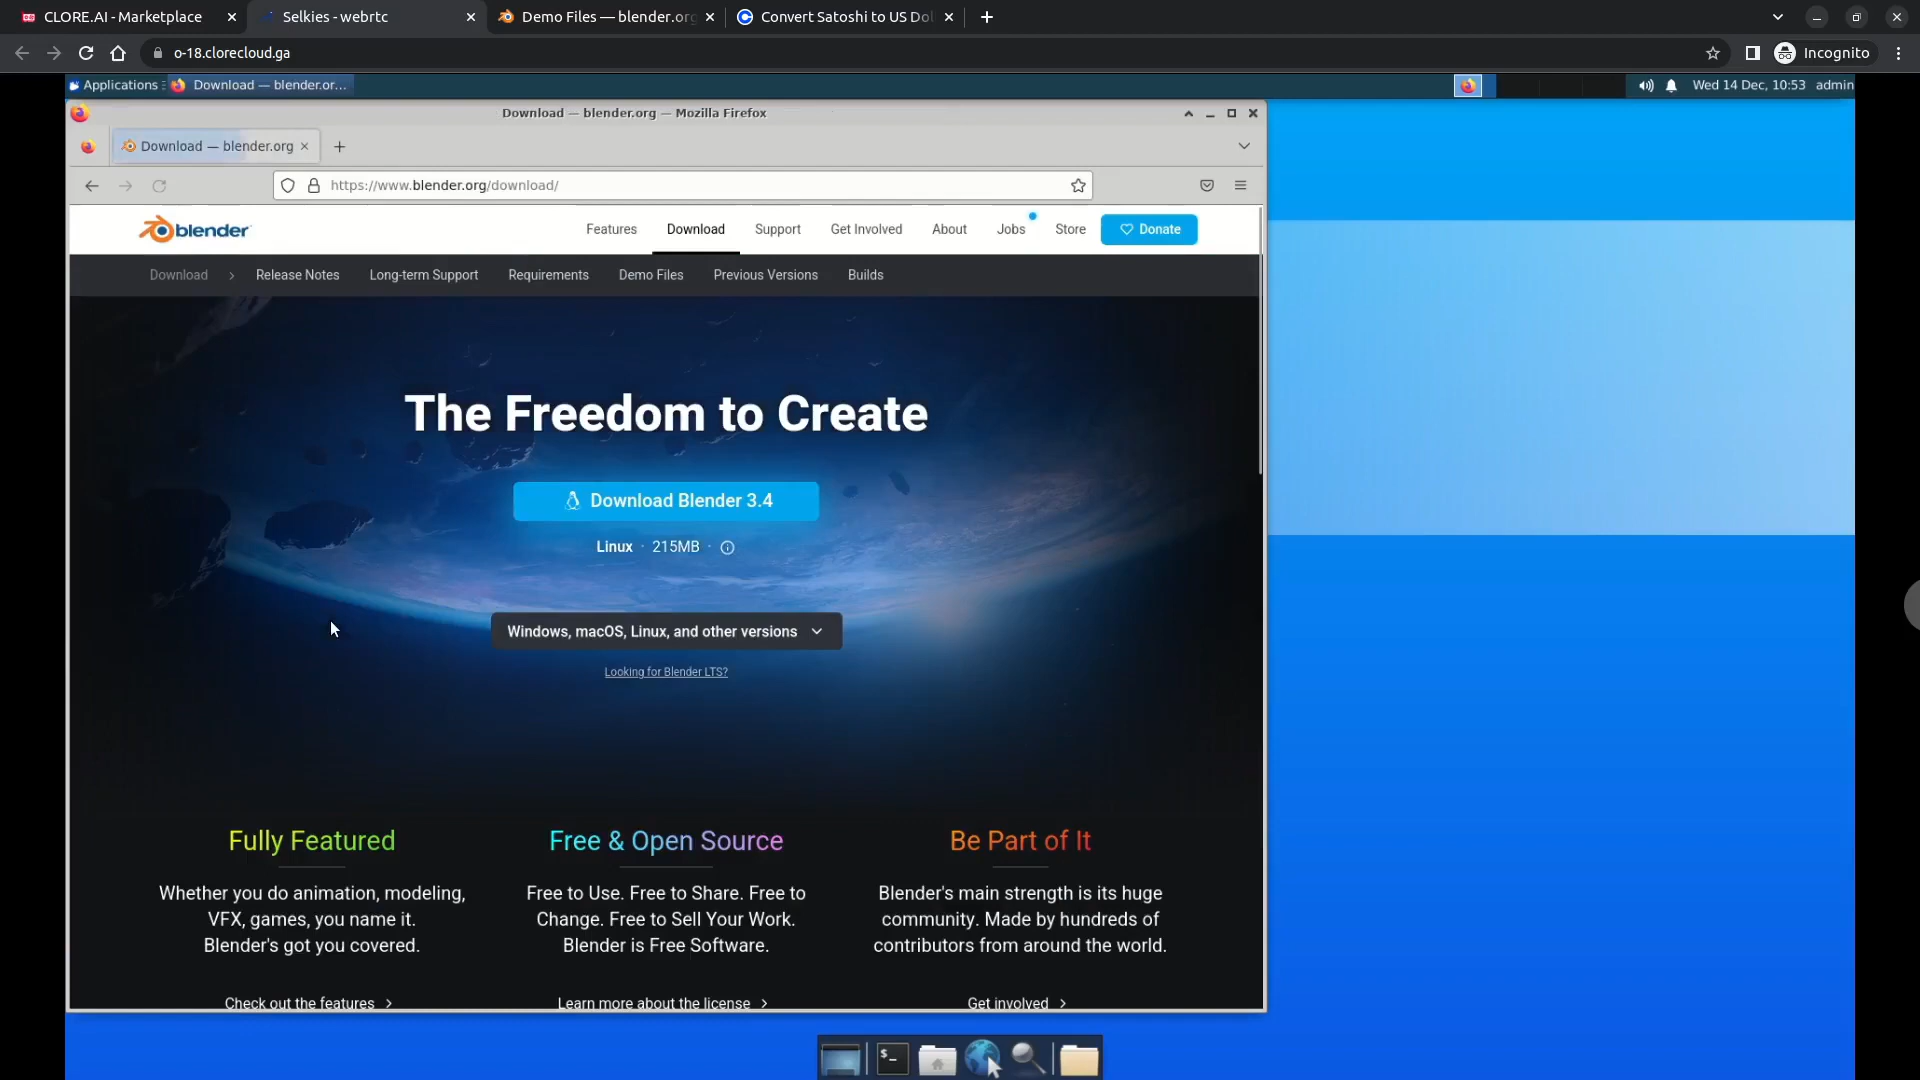 CLORE.AI - Marketplace
Selkies - webrtc
Demo Files — blender.or
Convert Satoshi to US Dol
o-18.clorecloud.ga
Incognito
Applications
Download — blender.or...
Wed 14 Dec, 10:53 admin
Download — blender.org — Mozilla Firefox
Download — blender.org
https://www.blender.org/download/
blender
Features
Download
Support
Get Involved
About
Jobs
Store
Donate
Download
Release Notes
Long-term Support
Requirements
Demo Files
Previous Versions
Builds
The Freedom to Create
Download Blender 3.4
Linux · 215MB ·
Windows, macOS, Linux, and other versions
Looking for Blender LTS?
Fully Featured
Whether you do animation, modeling,
VFX, games, you name it.
Blender's got you covered.
Check out the features
Free & Open Source
Free to Use. Free to Share. Free to
Change. Free to Sell Your Work.
Blender is Free Software.
Learn more about the license
Be Part of It
Blender's main strength is its huge
community. Made by hundreds of
contributors from around the world.
Get involved